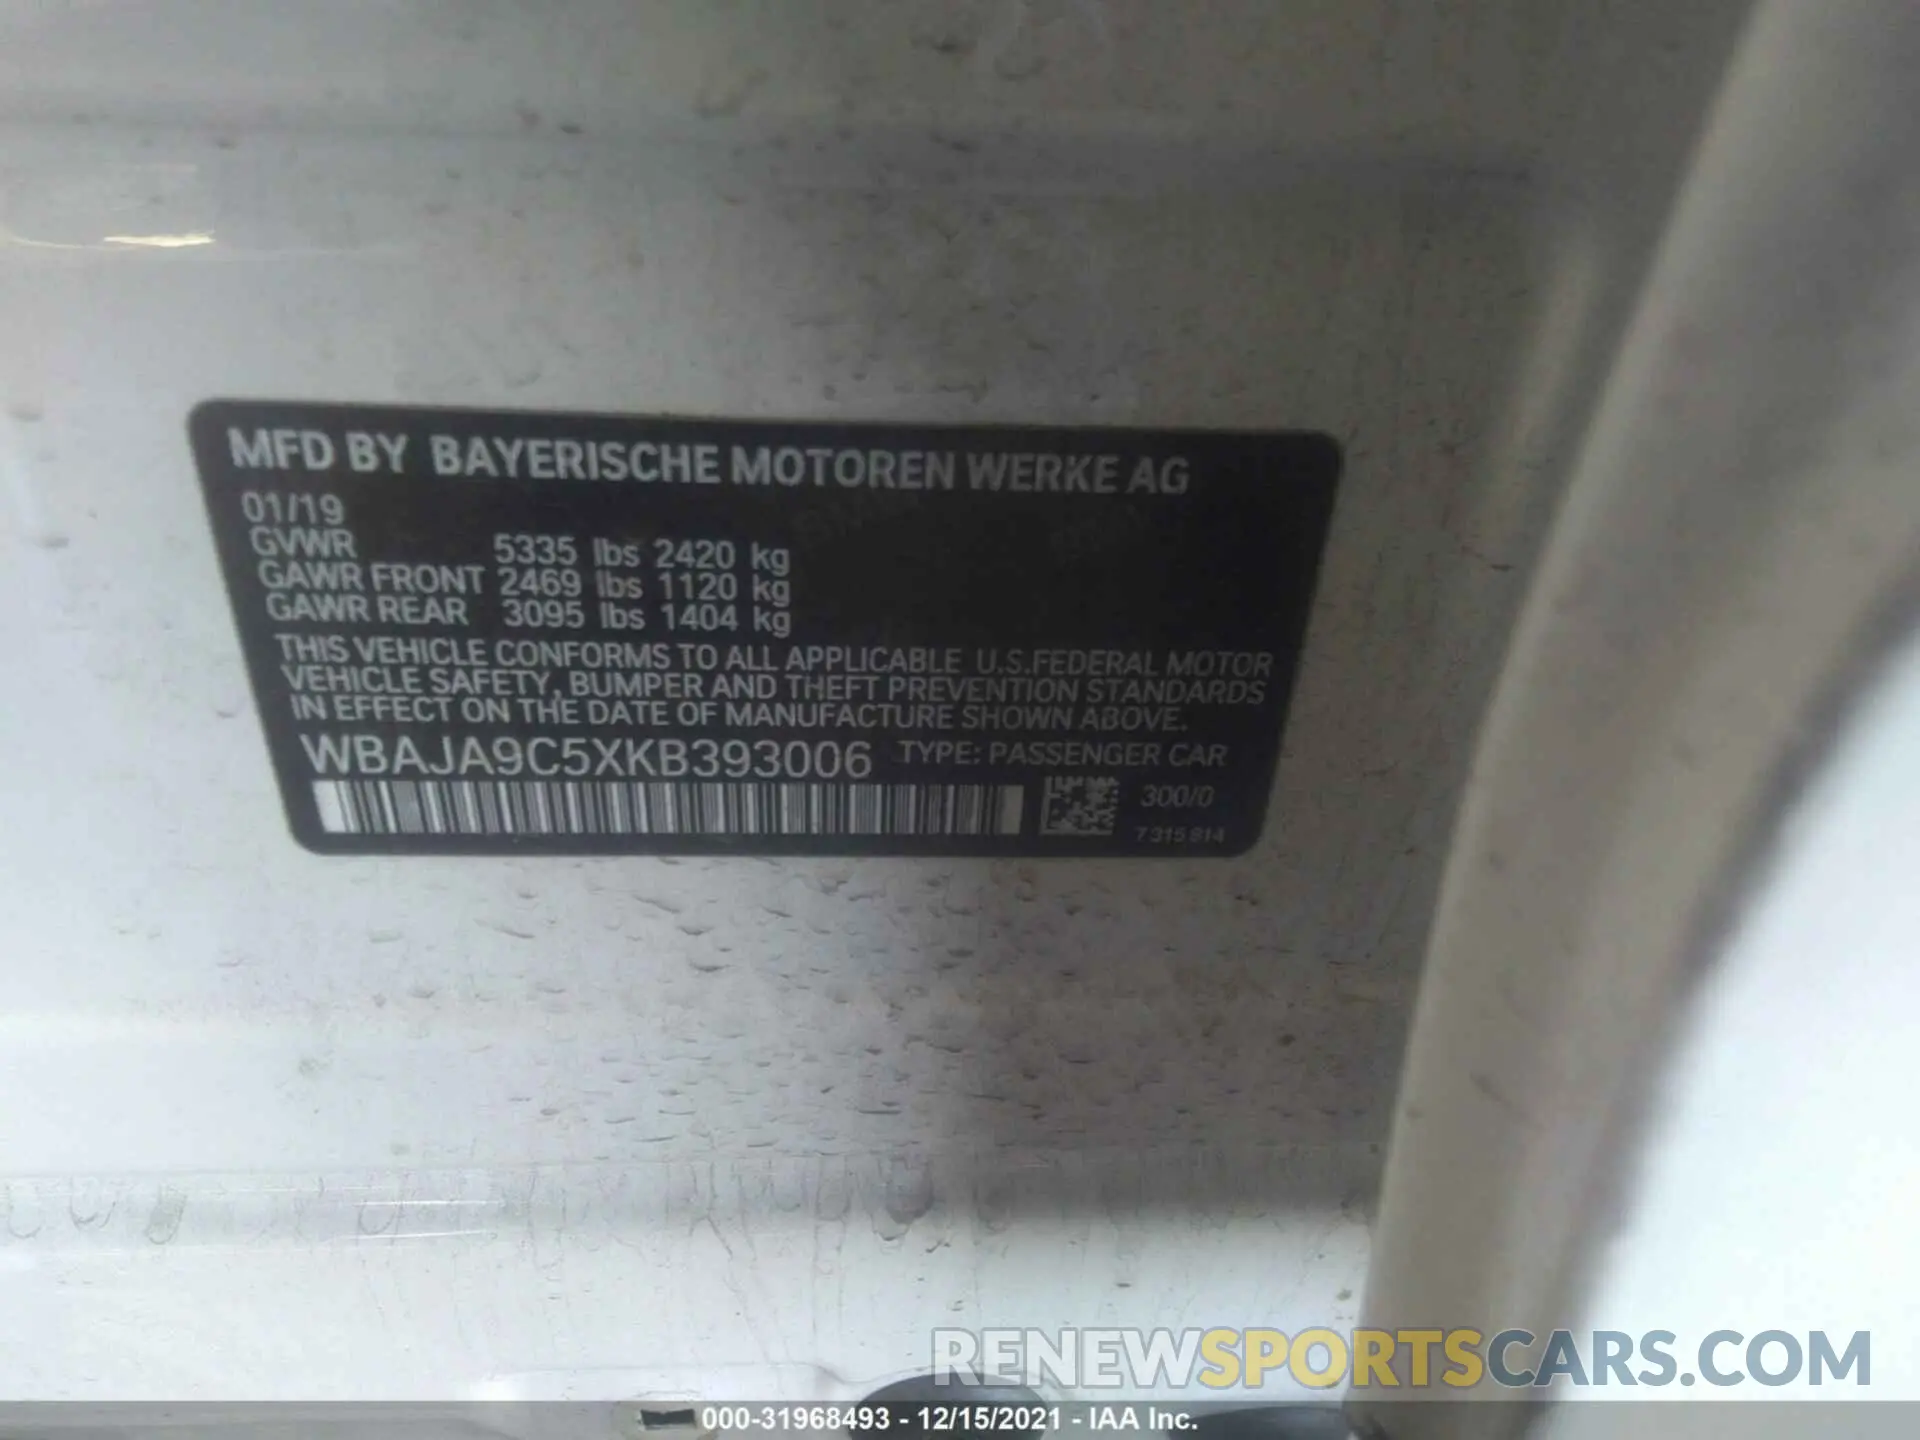 MFD BY BAYERISCHE MOTOREN WERKE AG
01/19
GVWR 5335 lbs 2420 kg
GAWR FRONT 2469 lbs 1120 kg
GAWR REAR 3095 lbs 1404 kg
THIS VEHICLE CONFORMS TO ALL APPLICABLE U.S.FEDERAL MOTOR
VEHICLE SAFETY, BUMPER AND THEFT PREVENTION STANDARDS
IN EFFECT ON THE DATE OF MANUFACTURE SHOWN ABOVE.
WBAJA9C5XKB393006 TYPE: PASSENGER CAR
300/0
7315814
RENEWSPORTSCARS.COM
000-31968493 - 12/15/2021 - IAA Inc.